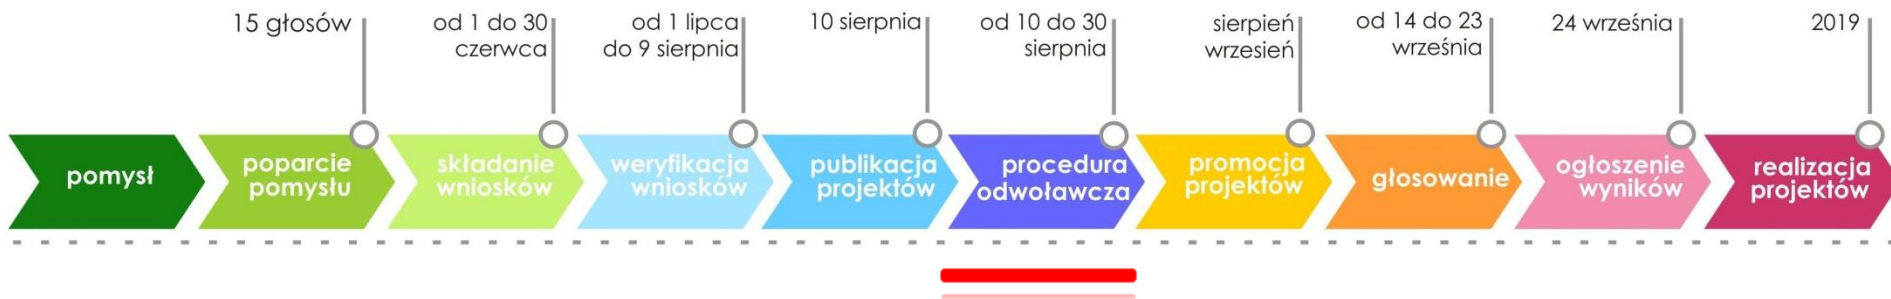 15 głosów
od 1 do 30
czerwca
od 1 lipca
do 9 sierpnia
10 sierpnia
od 10 do 30
sierpnia
sierpień
wrzesień
od 14 do 23
września
24 września
2019
pomysł
poparcie
pomysłu
składanie
wniosków
weryfikacja
wniosków
publikacja
projektów
procedura
odwoławcza
promocja
projektów
głosowanie
ogłoszenie
wyników
realizacja
projektów